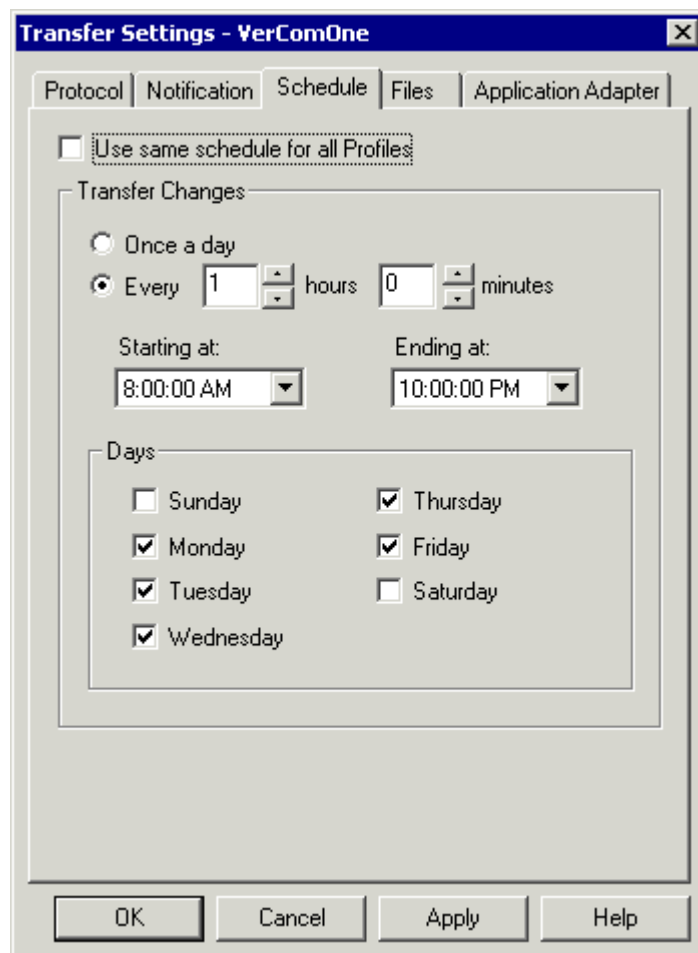 Transfer Settings - VerComOne
Protocol Notification Schedule Files Application Adapter
Use same schedule for all Profiles
Transfer Changes
Once a day
Every 1 hours 0 minutes
Starting at: Ending at:
8:00:00 AM 10:00:00 PM
Days
Sunday Thursday
Monday Friday
Tuesday Saturday
Wednesday
OK Cancel Apply Help